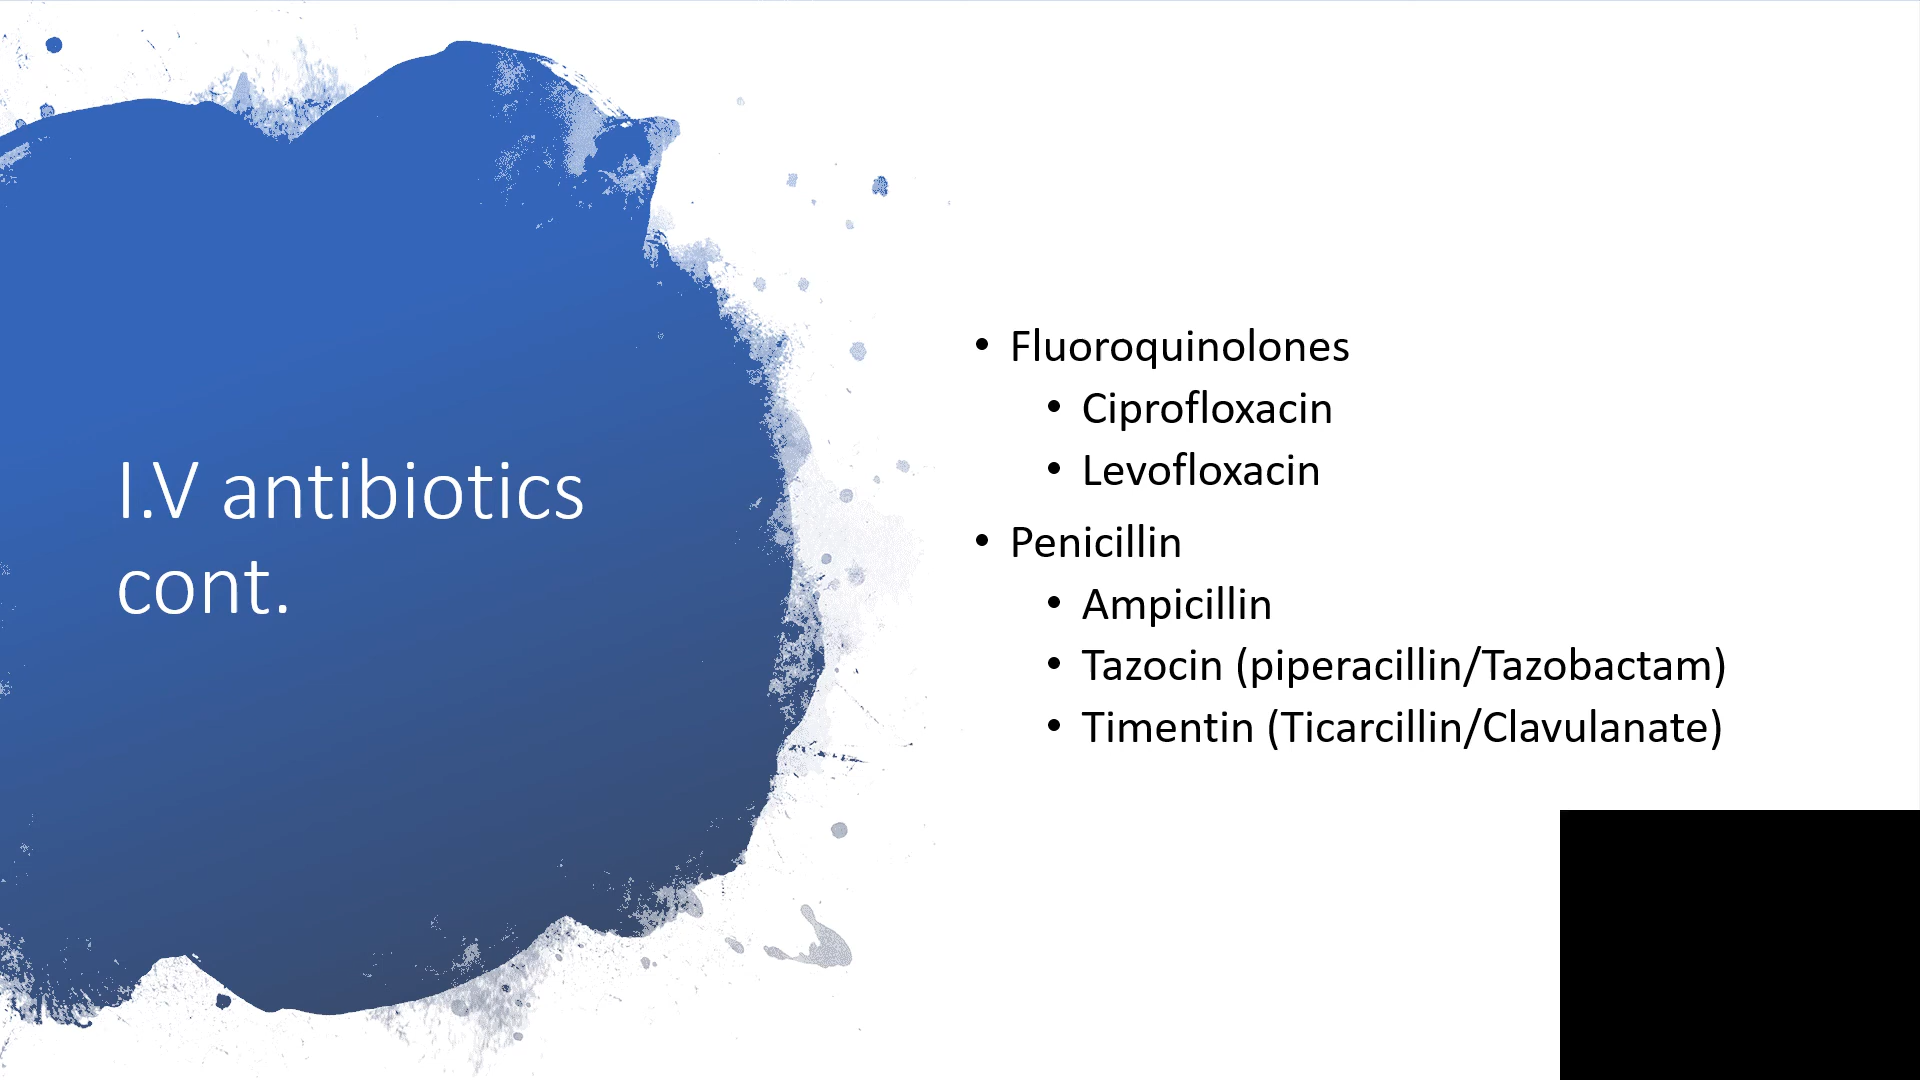 I.V antibiotics
cont.
• Fluoroquinolones
• Ciprofloxacin
• Levofloxacin
• Penicillin
• Ampicillin
• Tazocin (piperacillin/Tazobactam)
• Timentin (Ticarcillin/Clavulanate)